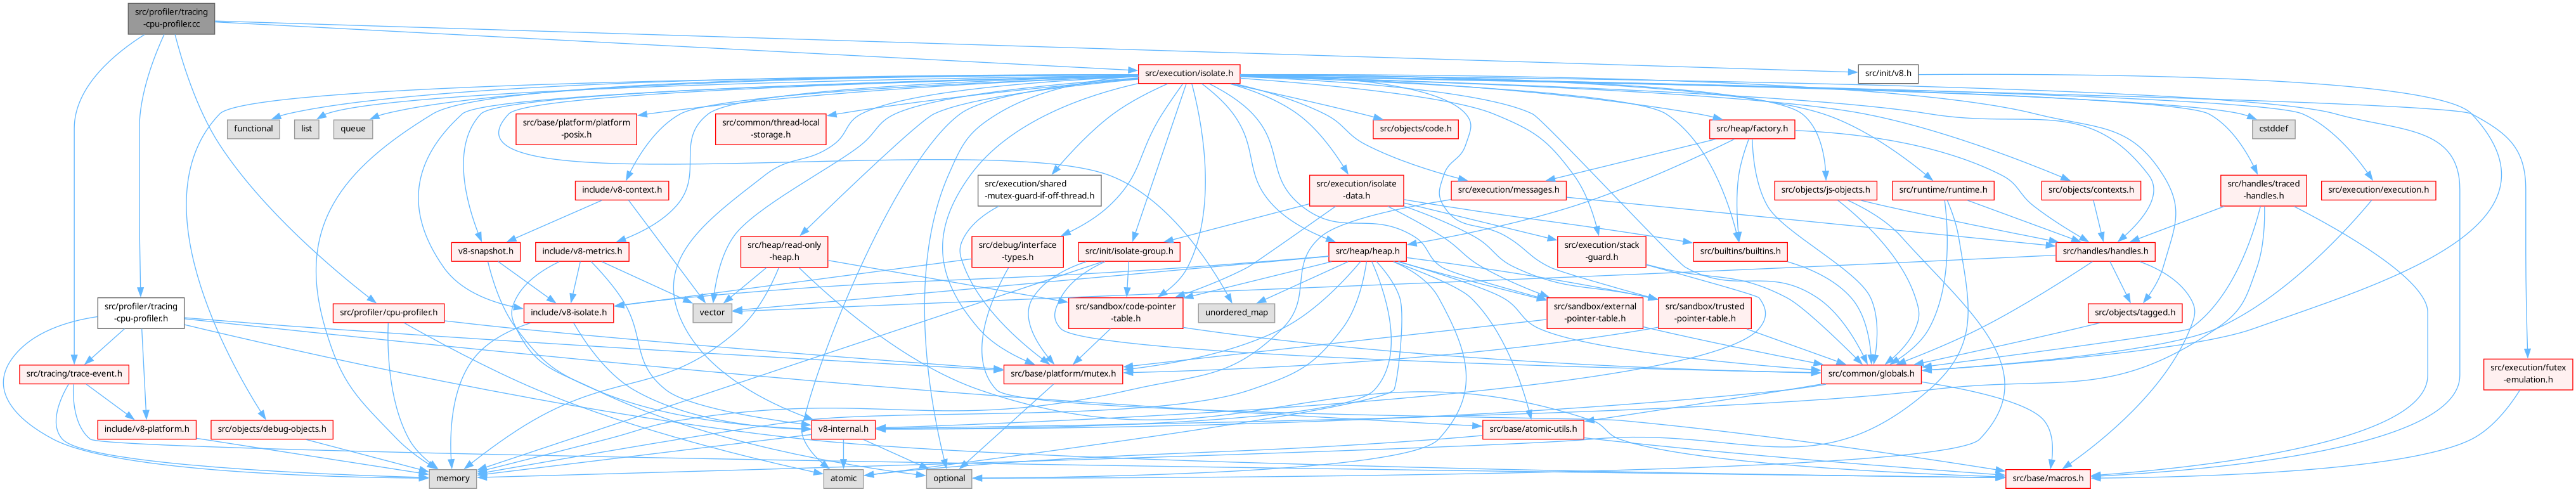 src/profiler/tracing
-cpu-profiler.cc
src/execution/isolate.h
src/init/v8.h
functional
list
queue
src/base/platform/platform
-posix.h
src/common/thread-local
-storage.h
src/objects/code.h
src/heap/factory.h
cstddef
include/v8-context.h
src/execution/shared
-mutex-guard-if-off-thread.h
src/execution/isolate
-data.h
src/execution/messages.h
src/objects/js-objects.h
src/runtime/runtime.h
src/objects/contexts.h
src/handles/traced
-handles.h
src/execution/execution.h
v8-snapshot.h
include/v8-metrics.h
src/heap/read-only
-heap.h
src/debug/interface
-types.h
src/init/isolate-group.h
src/heap/heap.h
src/execution/stack
-guard.h
src/builtins/builtins.h
src/handles/handles.h
src/profiler/tracing
-cpu-profiler.h
src/profiler/cpu-profiler.h
include/v8-isolate.h
vector
src/sandbox/code-pointer
-table.h
unordered_map
src/sandbox/external
-pointer-table.h
src/sandbox/trusted
-pointer-table.h
src/objects/tagged.h
src/tracing/trace-event.h
src/base/platform/mutex.h
src/common/globals.h
src/execution/futex
-emulation.h
include/v8-platform.h
src/objects/debug-objects.h
v8-internal.h
src/base/atomic-utils.h
memory
atomic
optional
src/base/macros.h